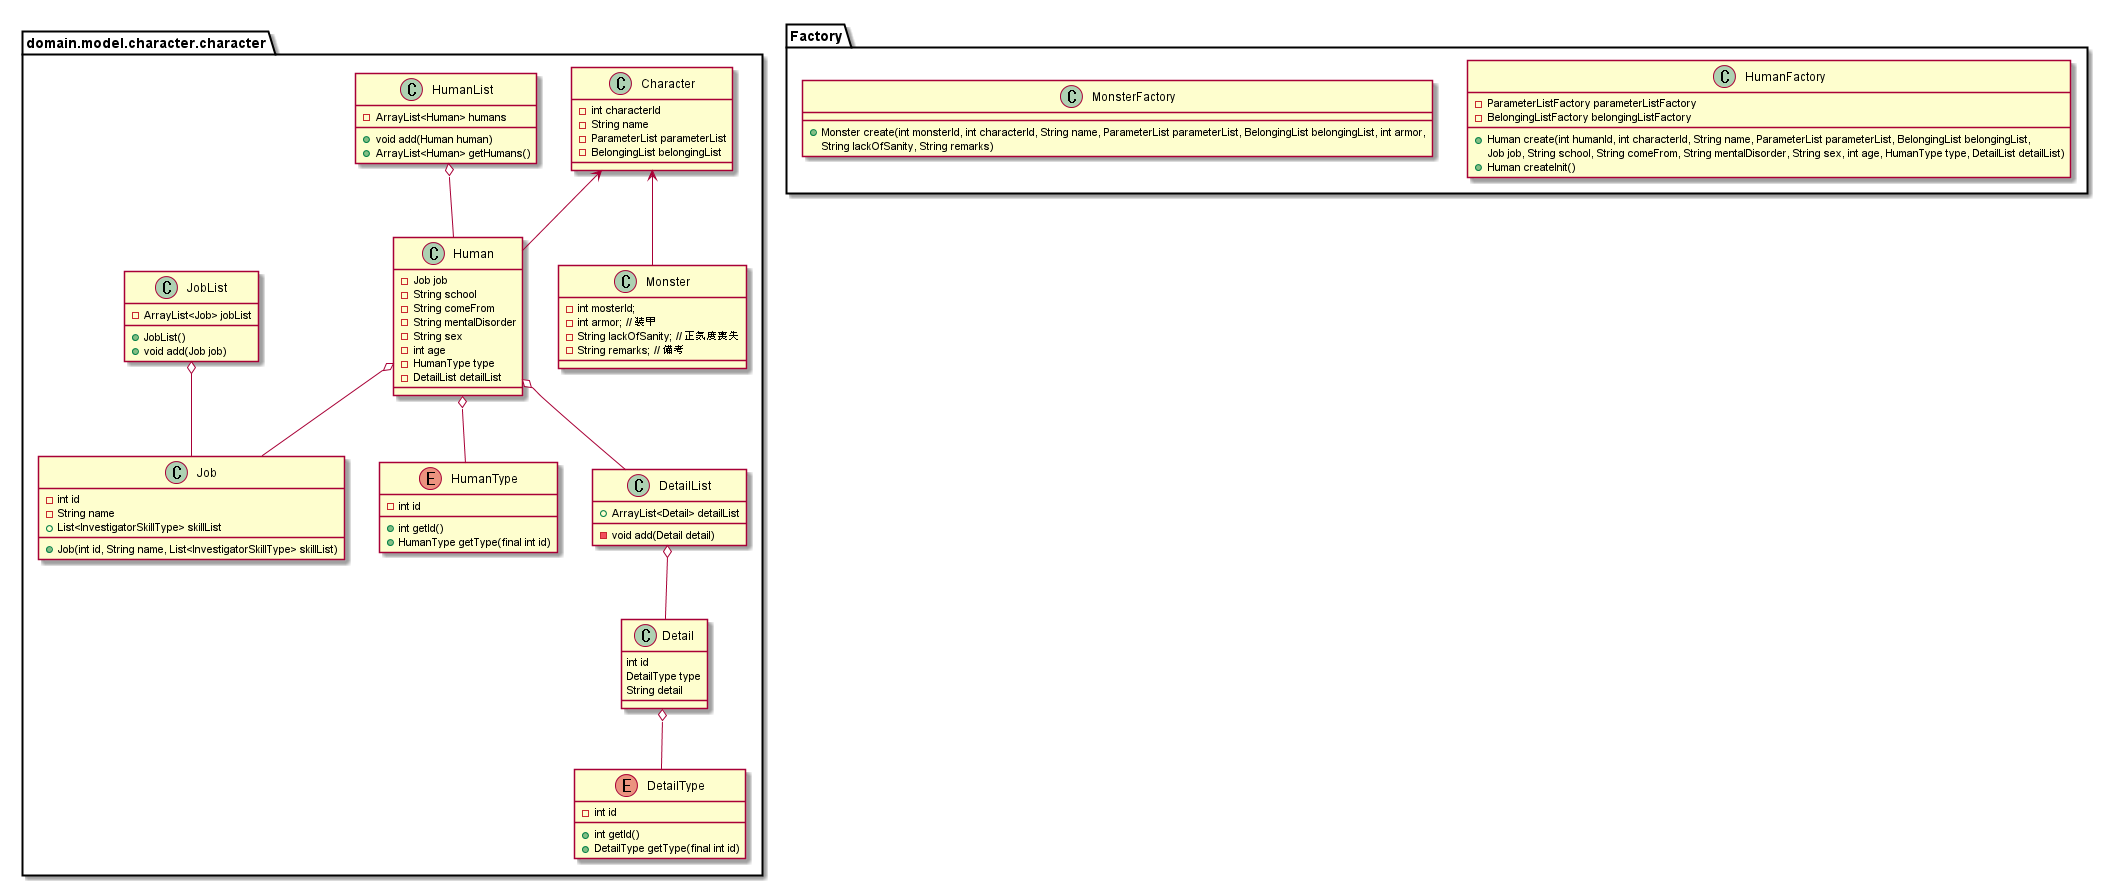 domain.model.character.character
HumanList
ArrayList<Human> humans
void add(Human human)
ArrayList<Human> getHumans()
Character
int characterId
String name
ParameterList parameterList
BelongingList belongingList
Human
Job job
String school
String comeFrom
String mentalDisorder
String sex
int age
HumanType type
DetailList detailList
Monster
int mosterId;
int armor; // 装甲
String lackOfSanity; // 正気度喪失
String remarks; // 備考
JobList
ArrayList<Job> jobList
JobList()
void add(Job job)
Job
int id
String name
List<InvestigatorSkillType> skillList
Job(int id, String name, List<InvestigatorSkillType> skillList)
HumanType
int id
int getId()
HumanType getType(final int id)
DetailList
ArrayList<Detail> detailList
void add(Detail detail)
Detail
int id
DetailType type
String detail
DetailType
int id
int getId()
DetailType getType(final int id)
Factory
MonsterFactory
Monster create(int monsterId, int characterId, String name, ParameterList parameterList, BelongingList belongingList, int armor,
String lackOfSanity, String remarks)
HumanFactory
ParameterListFactory parameterListFactory
BelongingListFactory belongingListFactory
Human create(int humanId, int characterId, String name, ParameterList parameterList, BelongingList belongingList,
Job job, String school, String comeFrom, String mentalDisorder, String sex, int age, HumanType type, DetailList detailList)
Human createInit()